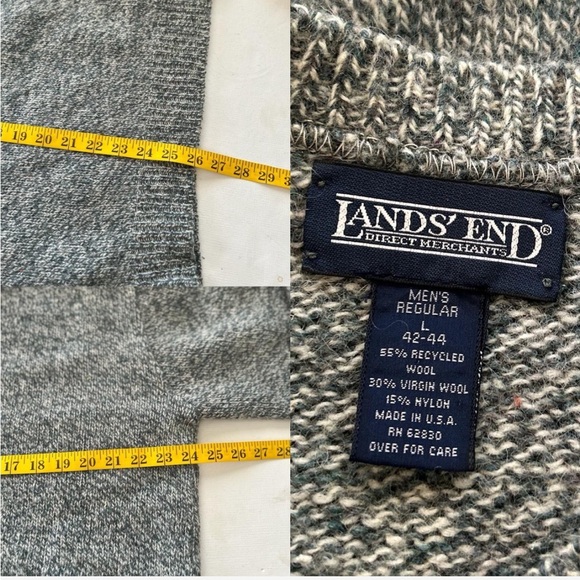 19 20 21 22 23 24 25 26 27 28 29 3
LANDS' END®
DIRECT MERCHANTS
MEN'S
REGULAR
L
42-44
55% RECYCLED
WOOL
30% VIRGIN WOOL
15% NYLON
MADE IN U.S.A.
RN 62830
OVER FOR CARE
17 18 19 20 21 22 23 24 25 26 27 28